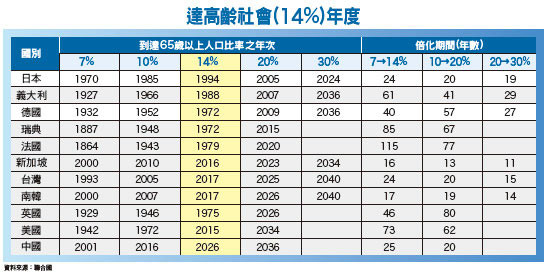 達高齡社會(14%)年度
國別 到達65歲以上人口比率之年次 倍化期間(年數)
7% 10% 14% 20% 30% 7→14% 10→20% 20→30%
日本 1970 1985 1994 2005 2024 24 20 19
義大利 1927 1966 1988 2007 2036 61 41 29
德國 1932 1952 1972 2009 2036 40 57 27
瑞典 1887 1948 1972 2015 85 67
法國 1864 1943 1979 2020 115 77
新加坡 2000 2010 2016 2023 2034 16 13 11
台灣 1993 2005 2017 2025 2040 24 20 15
南韓 2000 2007 2017 2026 2040 17 19 14
英國 1929 1946 1975 2026 46 80
美國 1942 1972 2015 2034 73 62
中國 2001 2016 2026 2036 25 20
資料來源：聯合國